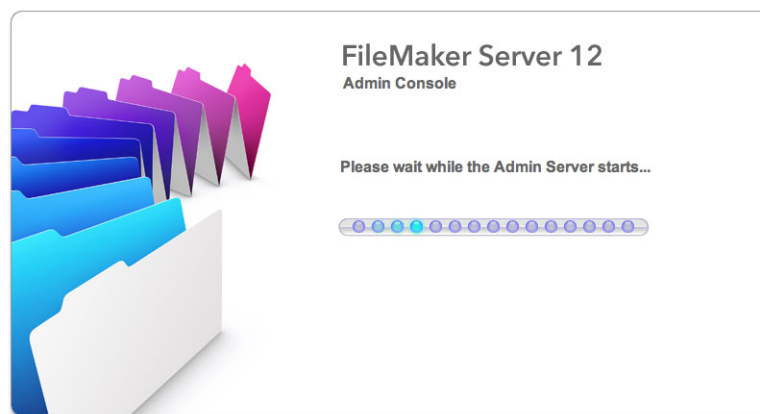 FileMaker Server 12
Admin Console
Please wait while the Admin Server starts...